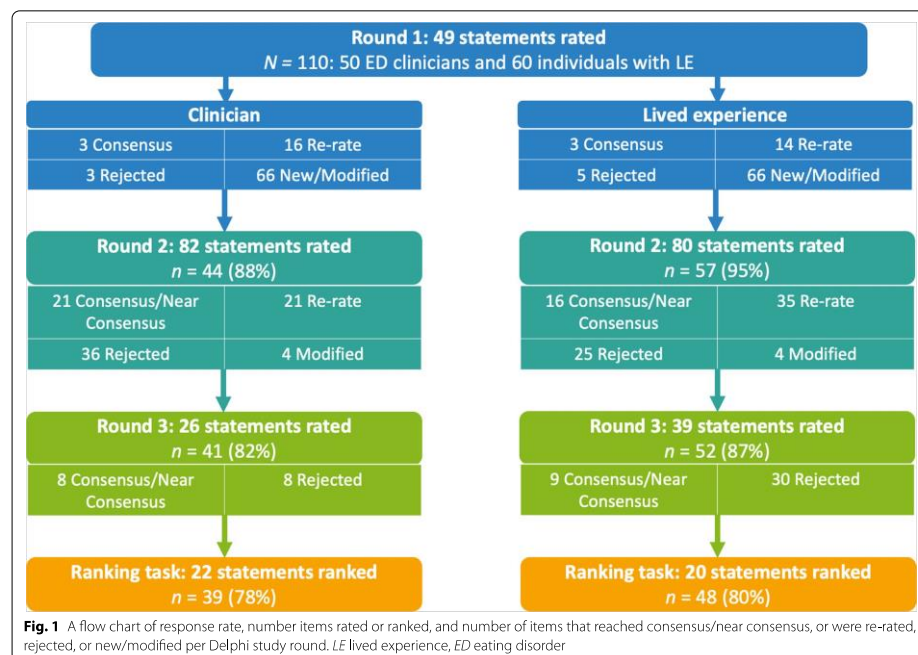 Round 1: 49 statements rated
N = 110: 50 ED clinicians and 60 individuals with LE
Clinician
3 Consensus
16 Re-rate
3 Rejected
66 New/Modified
Lived experience
3 Consensus
14 Re-rate
5 Rejected
66 New/Modified
Round 2: 82 statements rated
n = 44 (88%)
21 Consensus/Near
Consensus
21 Re-rate
36 Rejected
4 Modified
Round 2: 80 statements rated
n = 57 (95%)
16 Consensus/Near
Consensus
35 Re-rate
25 Rejected
4 Modified
Round 3: 26 statements rated
n = 41 (82%)
8 Consensus/Near
Consensus
8 Rejected
Round 3: 39 statements rated
n = 52 (87%)
9 Consensus/Near
Consensus
30 Rejected
Ranking task: 22 statements ranked
n = 39 (78%)
Ranking task: 20 statements ranked
n = 48 (80%)
Fig. 1 A flow chart of response rate, number items rated or ranked, and number of items that reached consensus/near consensus, or were re-rated,
rejected, or new/modified per Delphi study round. LE lived experience, ED eating disorder